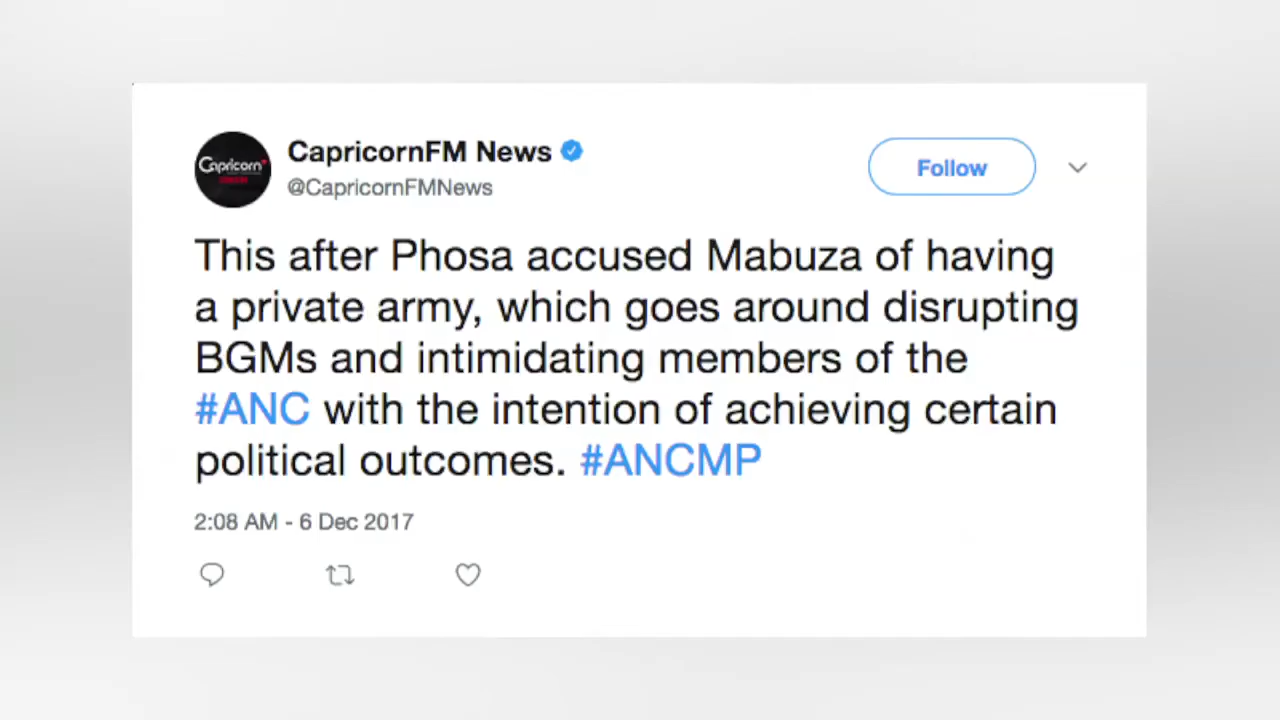 Capricorn
CapricornFM News
@CapricornFMNews
Follow
This after Phosa accused Mabuza of having
a private army, which goes around disrupting
BGMs and intimidating members of the
#ANC with the intention of achieving certain
political outcomes. #ANCMP
2:08 AM - 6 Dec 2017